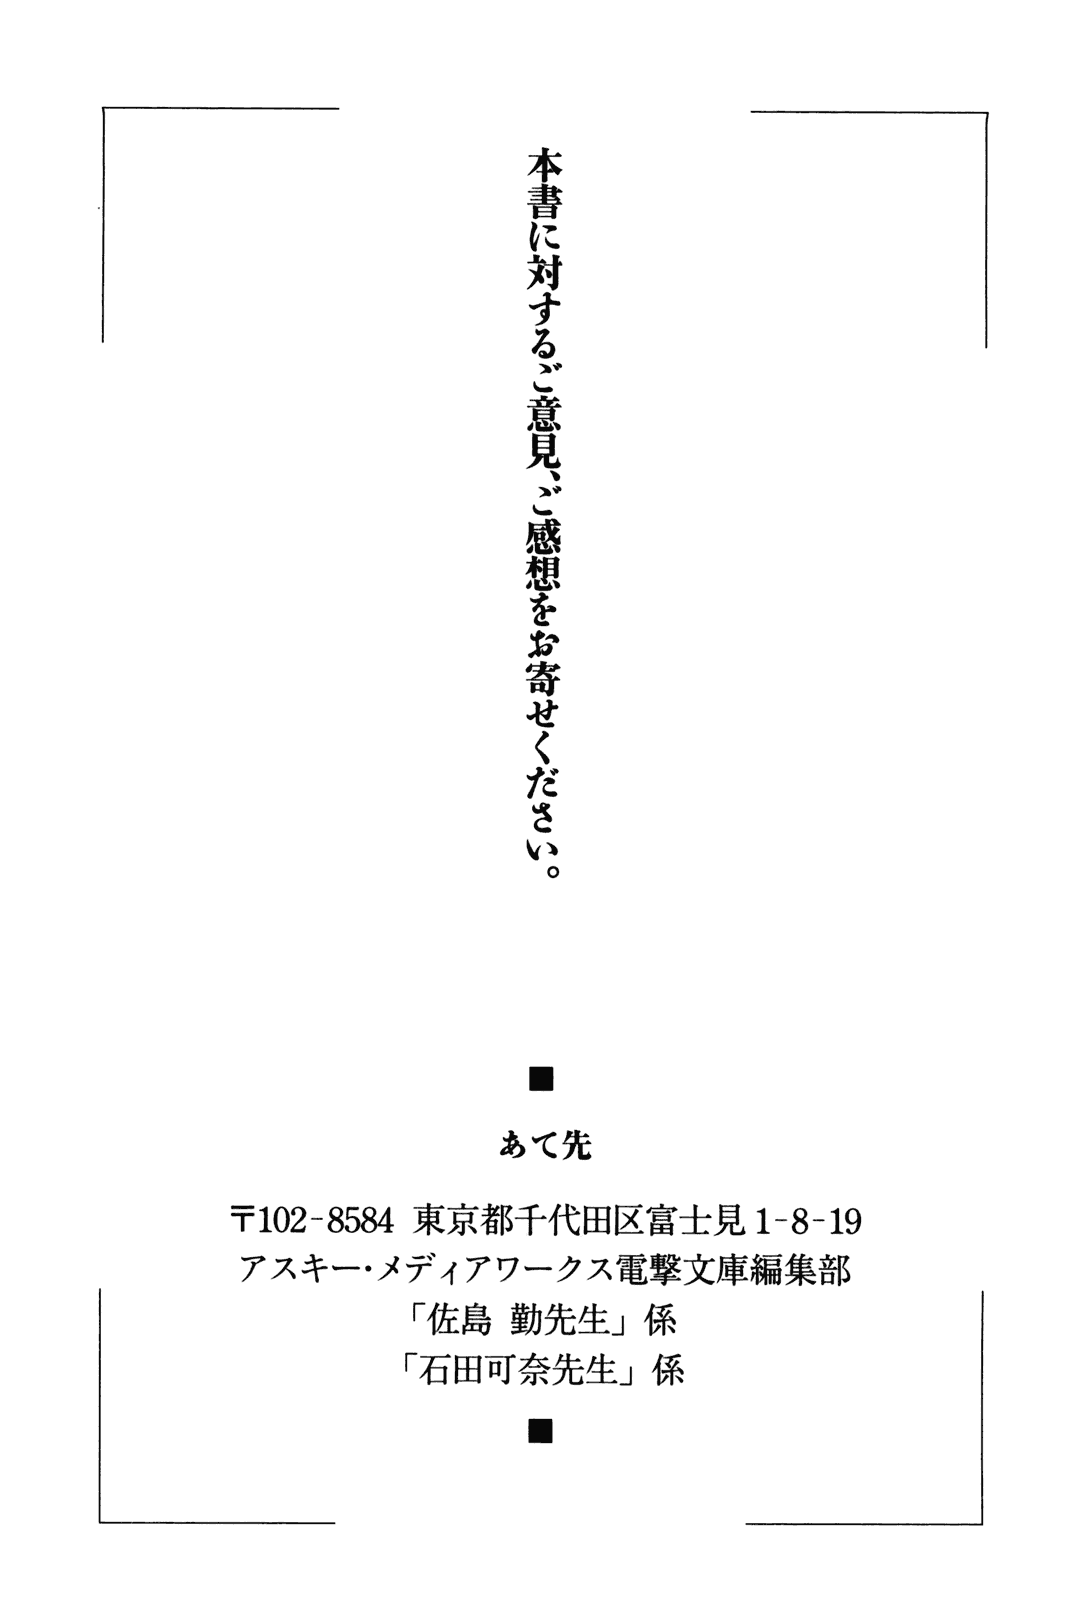 本書に対するご意見、ご感想をお寄せください。
■
あて先
〒102-8584 東京都千代田区富士見1-8-19
アスキー・メディアワークス電撃文庫編集部
「佐島 勤先生」係
「石田可奈先生」係
■